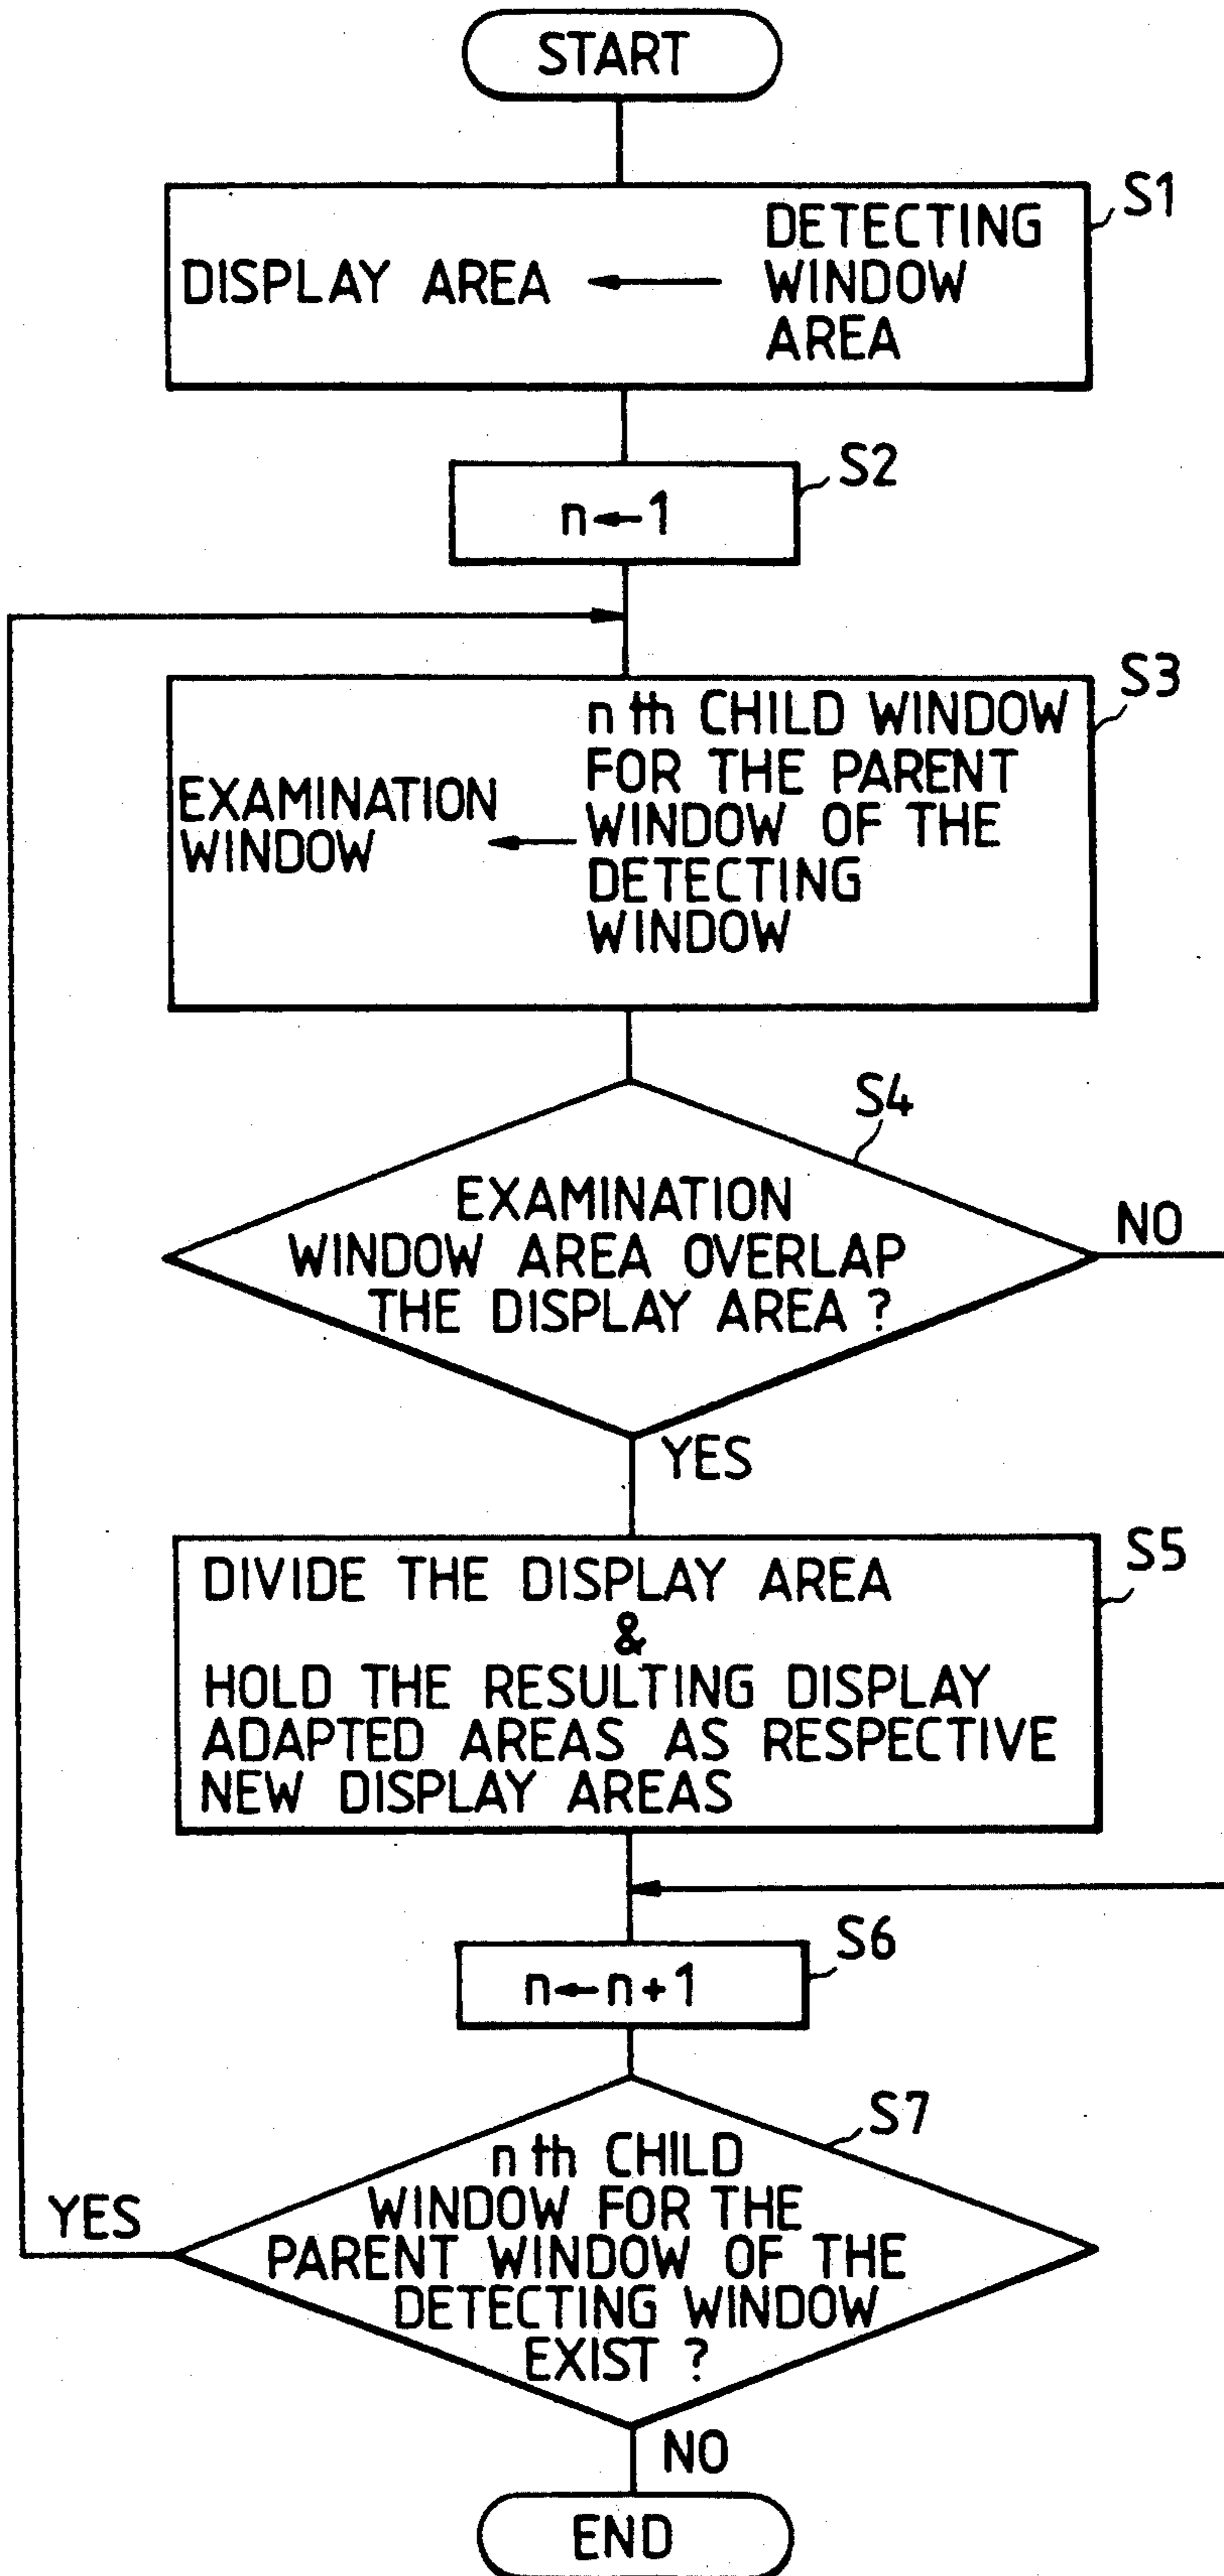 START
S1
DISPLAY AREA ← DETECTING
WINDOW
AREA
S2
n←1
S3
EXAMINATION
WINDOW
←
nth CHILD WINDOW
FOR THE PARENT
WINDOW OF THE
DETECTING
WINDOW
S4
EXAMINATION
WINDOW AREA OVERLAP
THE DISPLAY AREA ?
NO
YES
S5
DIVIDE THE DISPLAY AREA
&
HOLD THE RESULTING DISPLAY
ADAPTED AREAS AS RESPECTIVE
NEW DISPLAY AREAS
S6
n←n+1
S7
nth CHILD
WINDOW FOR THE
PARENT WINDOW OF THE
DETECTING WINDOW
EXIST ?
YES
NO
END